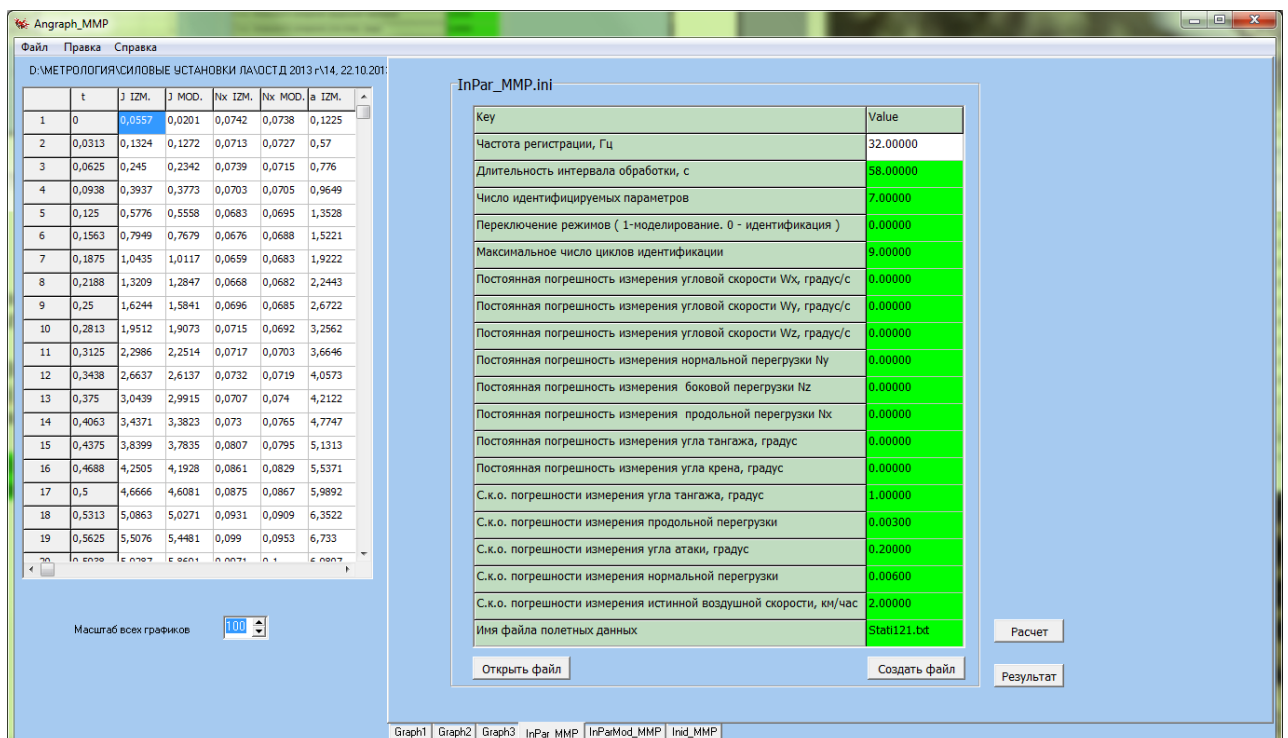 Angraph_MMP
Файл Правка Справка
D:\МЕТРОЛОГИЯ\СИЛОВЫЕ УСТАНОВКИ ЛА\ОСТ Д 2013 г\14, 22.10.201
t J IZM. J MOD. Nx IZM. Nx MOD. a IZM.
1 0 0,0557 0,0201 0,0742 0,0738 0,1225
2 0,0313 0,1324 0,1272 0,0713 0,0727 0,57
3 0,0625 0,245 0,2342 0,0739 0,0715 0,776
4 0,0938 0,3937 0,3773 0,0703 0,0705 0,9649
5 0,125 0,5776 0,5558 0,0683 0,0695 1,3528
6 0,1563 0,7949 0,7679 0,0676 0,0688 1,5221
7 0,1875 1,0435 1,0117 0,0659 0,0683 1,9222
8 0,2188 1,3209 1,2847 0,0668 0,0682 2,2443
9 0,25 1,6244 1,5841 0,0696 0,0685 2,6722
10 0,2813 1,9512 1,9073 0,0715 0,0692 3,2562
11 0,3125 2,2986 2,2514 0,0717 0,0703 3,6646
12 0,3438 2,6637 2,6137 0,0732 0,0719 4,0573
13 0,375 3,0439 2,9915 0,0707 0,074 4,2122
14 0,4063 3,4371 3,3823 0,073 0,0765 4,7747
15 0,4375 3,8399 3,7835 0,0807 0,0795 5,1313
16 0,4688 4,2505 4,1928 0,0861 0,0829 5,5371
17 0,5 4,6666 4,6081 0,0875 0,0867 5,9892
18 0,5313 5,0863 5,0271 0,0931 0,0909 6,3522
19 0,5625 5,5076 5,4481 0,099 0,0953 6,733
Масштаб всех графиков 100
InPar_MMP.ini
Key Value
Частота регистрации, Гц 32.00000
Длительность интервала обработки, с 58.00000
Число идентифицируемых параметров 7.00000
Переключение режимов ( 1-моделирование. 0 - идентификация ) 0.00000
Максимальное число циклов идентификации 9.00000
Постоянная погрешность измерения угловой скорости Wx, градус/с 0.00000
Постоянная погрешность измерения угловой скорости Wy, градус/с 0.00000
Постоянная погрешность измерения угловой скорости Wz, градус/с 0.00000
Постоянная погрешность измерения нормальной перегрузки Ny 0.00000
Постоянная погрешность измерения боковой перегрузки Nz 0.00000
Постоянная погрешность измерения продольной перегрузки Nx 0.00000
Постоянная погрешность измерения угла тангажа, градус 0.00000
Постоянная погрешность измерения угла крена, градус 0.00000
С.к.о. погрешности измерения угла тангажа, градус 1.00000
С.к.о. погрешности измерения продольной перегрузки 0.00300
С.к.о. погрешности измерения угла атаки, градус 0.20000
С.к.о. погрешности измерения нормальной перегрузки 0.00600
С.к.о. погрешности измерения истинной воздушной скорости, км/час 2.00000
Имя файла полетных данных Stati121.txt
Открыть файл Создать файл
Расчет
Результат
Graph1 Graph2 Graph3 InPar_MMP InParMod_MMP Inid_MMP